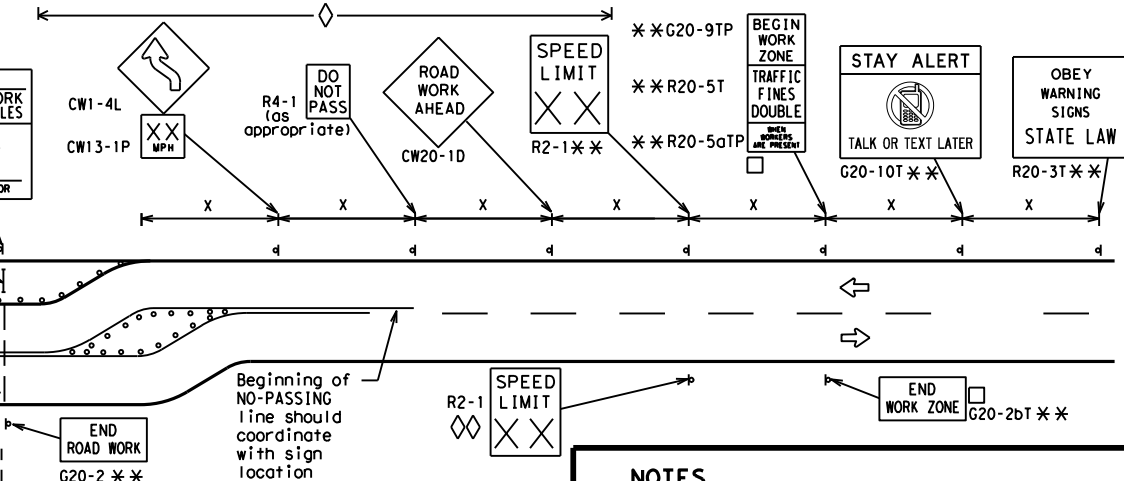 ORK
LES
OR
CW1-4L
CW13-1P
X X
MPH
R4-1
(as
appropriate)
DO
NOT
PASS
ROAD
WORK
AHEAD
CW20-1D
SPEED
LIMIT
X X
R2-1**
**G20-9TP
**R20-5T
**R20-5aTP
BEGIN
WORK
ZONE
TRAFFIC
FINES
DOUBLE
WHEN
WORKERS
ARE PRESENT
STAY ALERT
TALK OR TEXT LATER
G20-10T**
OBEY
WARNING
SIGNS
STATE LAW
R20-3T**
X X X X X X X
Beginning of
NO-PASSING
line should
coordinate
with sign
location
R2-1
SPEED
LIMIT
X X
END
WORK ZONE
G20-2bT**
END
ROAD WORK
G20-2**
NOTES